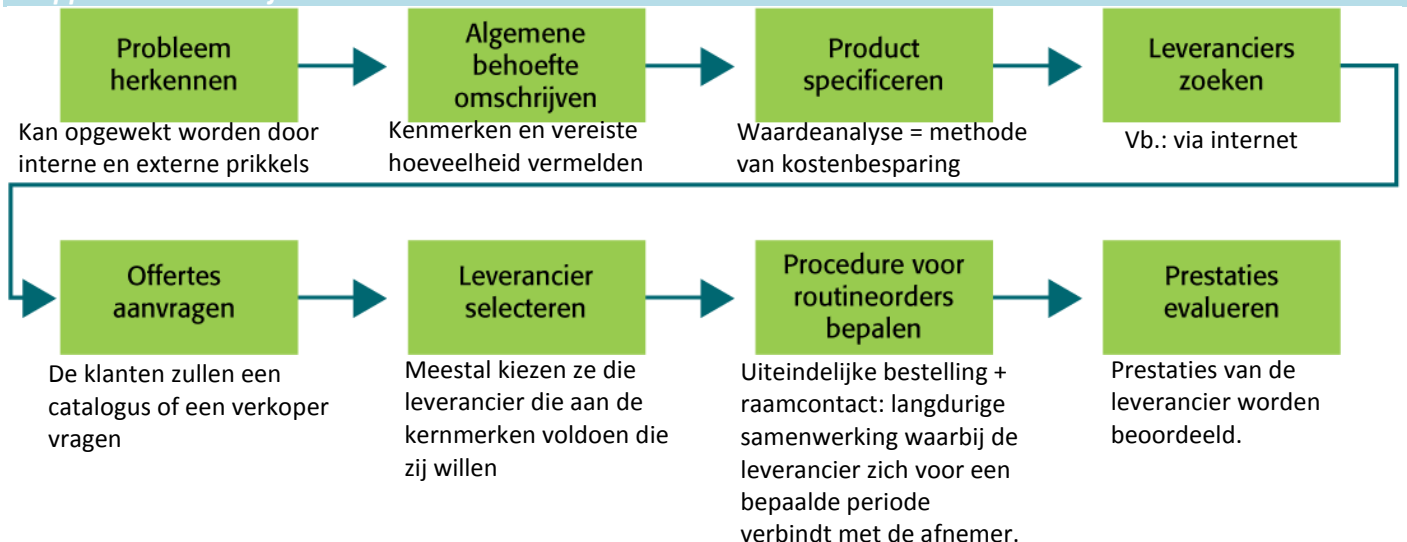 Probleem
herkennen
Algemene
behoefte
omschrijven
Product
specificeren
Leveranciers
zoeken
Kan opgewekt worden door
interne en externe prikkels
Kenmerken en vereiste
hoeveelheid vermelden
Waardeanalyse = methode
van kostenbesparing
Vb.: via internet
Offertes
aanvragen
Leverancier
selecteren
Procedure voor
routineorders
bepalen
Prestaties
evalueren
De klanten zullen een
catalogus of een verkoper
vragen
Meestal kiezen ze die
leverancier die aan de
kernmerken voldoen die
zij willen
Uiteindelijke bestelling +
raamcontact: langdurige
samenwerking waarbij de
leverancier zich voor een
bepaalde periode
verbindt met de afnemer.
Prestaties van de
leverancier worden
beoordeeld.